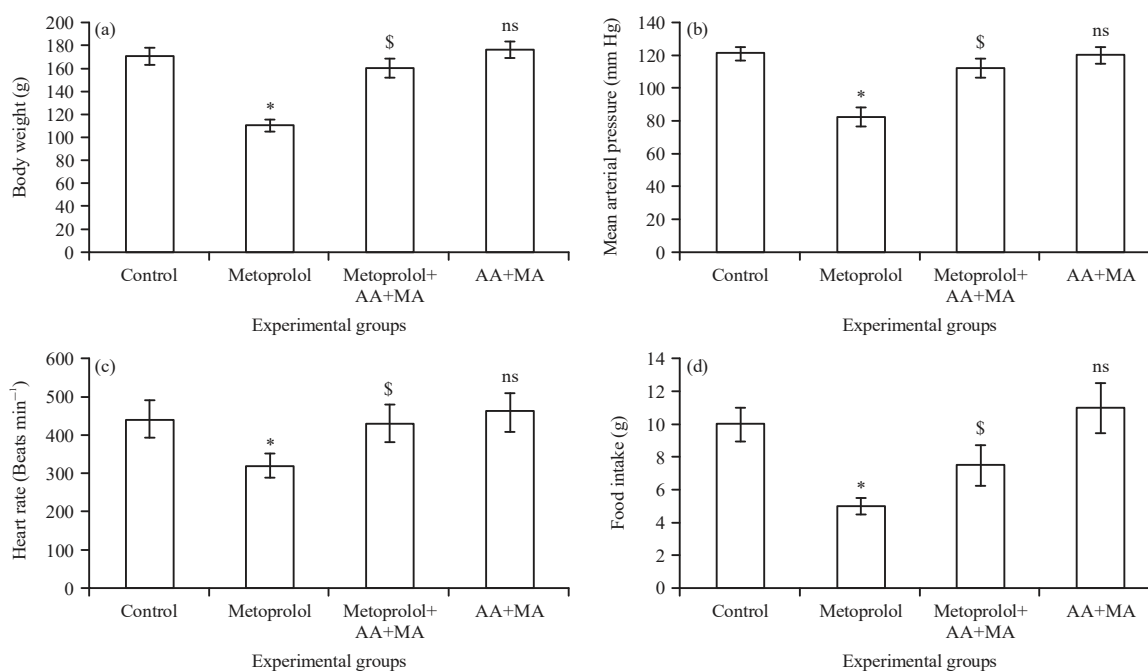 (a)
Body weight (g)
200
180
160
140
120
100
80
60
40
20
0
*
$
ns
Control
Metoprolol
Metoprolol+
AA+MA
AA+MA
Experimental groups
(b)
Mean arterial pressure (mm Hg)
140
120
100
80
60
40
20
0
*
$
ns
Control
Metoprolol
Metoprolol+
AA+MA
AA+MA
Experimental groups
(c)
Heart rate (Beats min⁻¹)
600
500
400
300
200
100
0
*
$
ns
Control
Metoprolol
Metoprolol+
AA+MA
AA+MA
Experimental groups
(d)
Food intake (g)
14
12
10
8
6
4
2
0
*
$
ns
Control
Metoprolol
Metoprolol+
AA+MA
AA+MA
Experimental groups